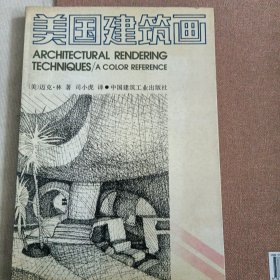 美国建筑画
ARCHITECTURAL RENDERING
TECHNIQUES/A COLOR REFERENCE
[美]迈克·林 著 司小虎 译●中国建筑工业出版社